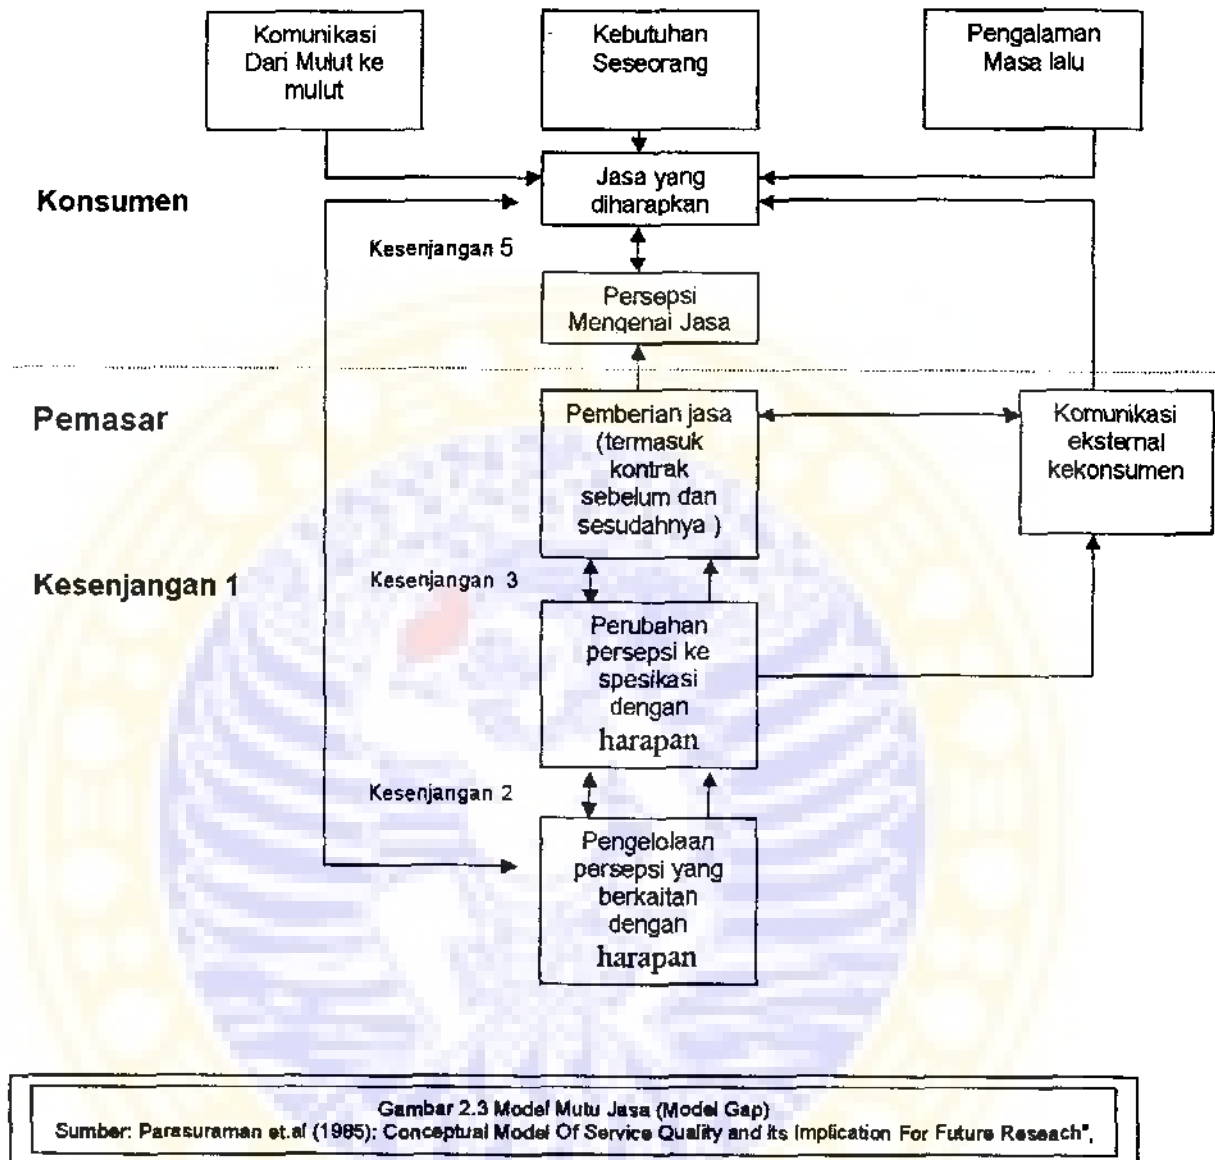 Komunikasi
Dari Mulut ke
mulut
Kebutuhan
Seseorang
Pengalaman
Masa lalu
Konsumen
Jasa yang
diharapkan
Kesenjangan 5
Persepsi
Mengenai Jasa
Pemasar
Pemberian jasa
(termasuk
kontrak
sebelum dan
sesudahnya )
Komunikasi
eksternal
kekonsumen
Kesenjangan 1
Kesenjangan 3
Perubahan
persepsi ke
spesikasi
dengan
harapan
Kesenjangan 2
Pengelolaan
persepsi yang
berkaitan
dengan
harapan
Gambar 2.3 Model Mutu Jasa (Model Gap)
Sumber: Parasuraman et.al (1985); Conceptual Model Of Service Quality and Its Implication For Future Reseach",